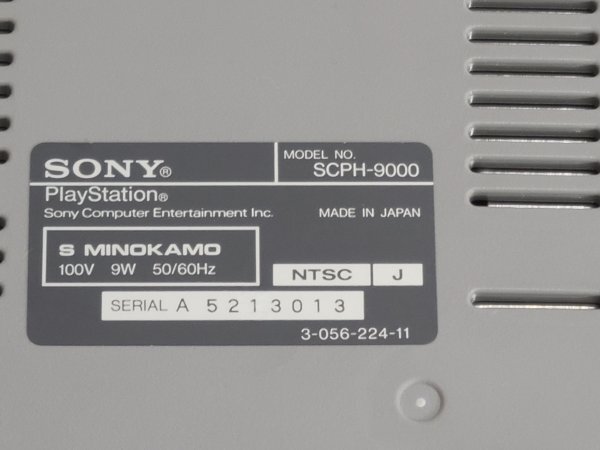 SONY® MODEL NO. SCPH-9000
PlayStation®
Sony Computer Entertainment Inc. MADE IN JAPAN
S MINOKAMO
100V 9W 50/60Hz NTSC J
SERIAL A 5213013
3-056-224-11